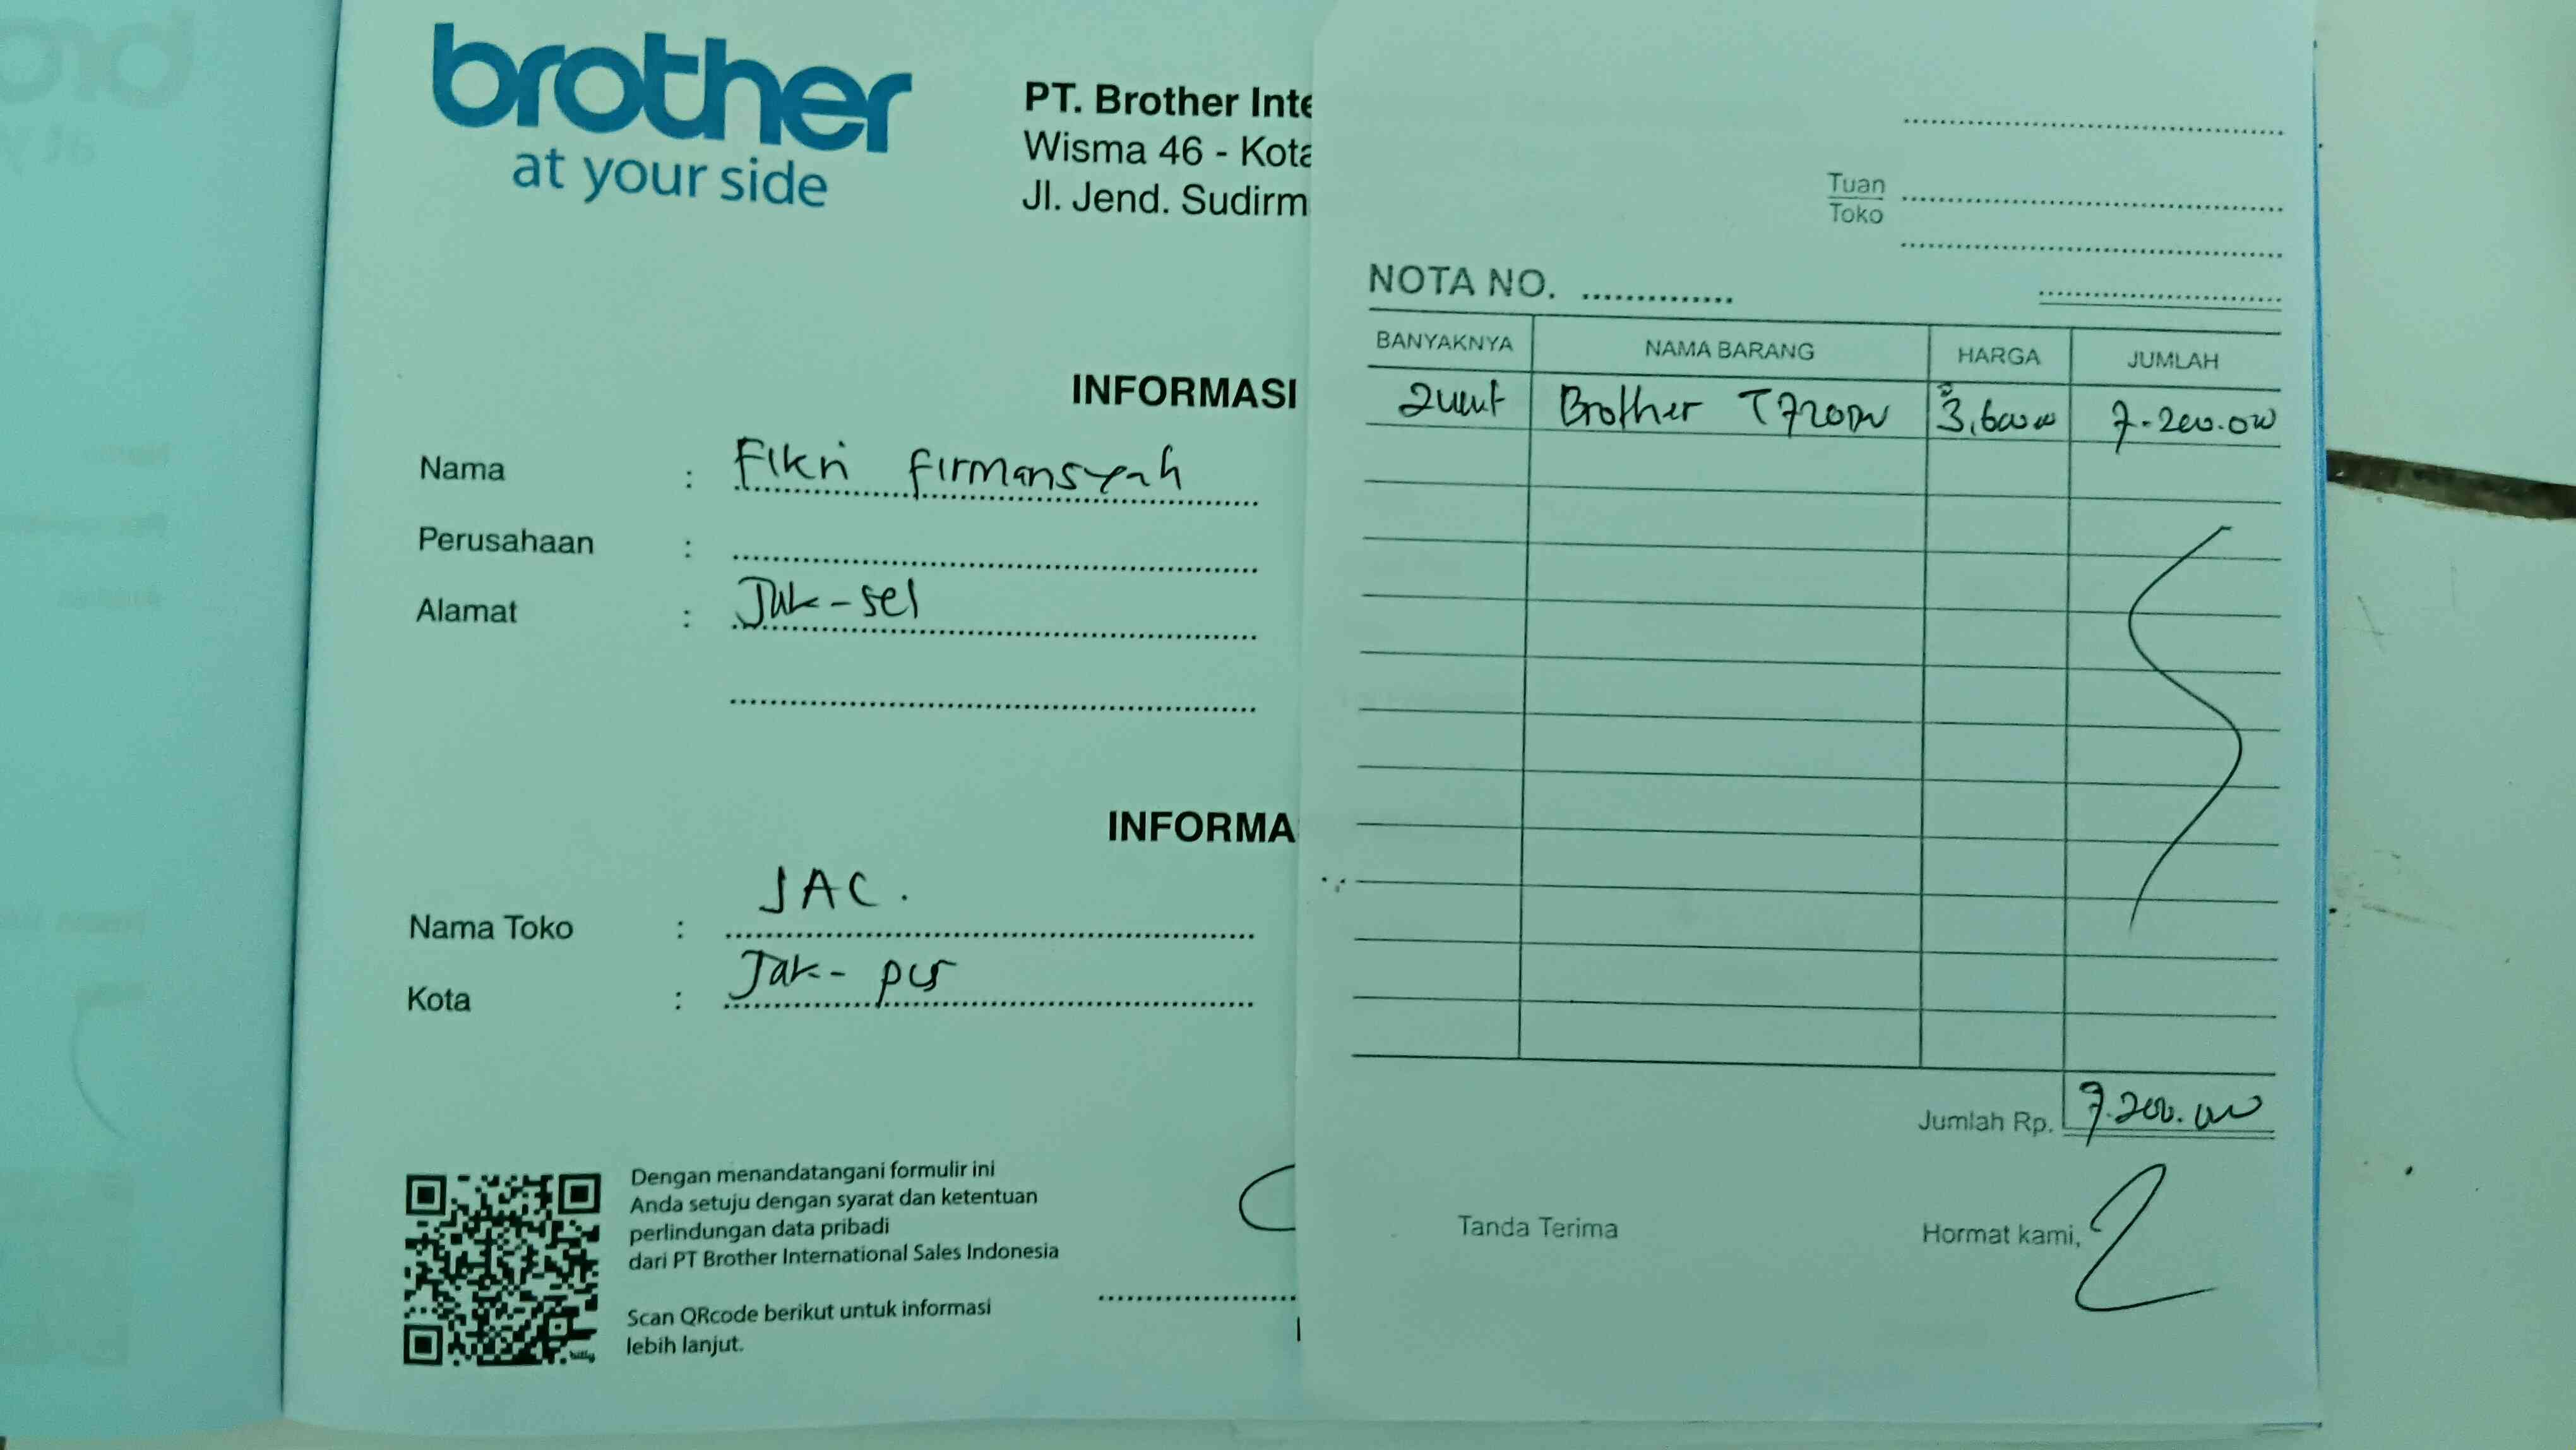 brother
at your side
PT. Brother Inte
Wisma 46 - Kota
Jl. Jend. Sudirm
INFORMASI
Nama : Fikri Firmansyah
Perusahaan :
Alamat : Jak-sel
INFORMA
Nama Toko : JAC.
Kota : Jak- pus
Dengan menandatangani formulir ini
Anda setuju dengan syarat dan ketentuan
perlindungan data pribadi
dari PT Brother International Sales Indonesia
Scan QRcode berikut untuk informasi
lebih lanjut.
bitly
Tuan
Toko
NOTA NO.
BANYAKNYA NAMA BARANG HARGA JUMLAH
2 unit Brother T720DW 3,600.000 7.200.000
Jumlah Rp. 7.200.000
Tanda Terima Hormat kami,